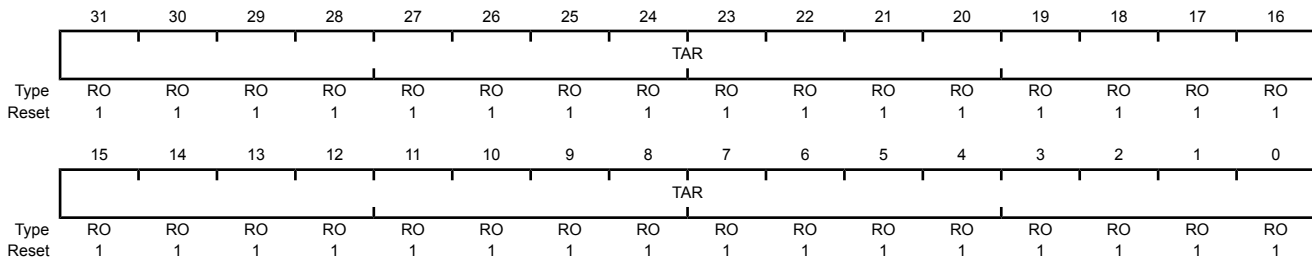 31 30 29 28 27 26 25 24 23 22 21 20 19 18 17 16
TAR
Type RO RO RO RO RO RO RO RO RO RO RO RO RO RO RO RO
Reset 1 1 1 1 1 1 1 1 1 1 1 1 1 1 1 1
15 14 13 12 11 10 9 8 7 6 5 4 3 2 1 0
TAR
Type RO RO RO RO RO RO RO RO RO RO RO RO RO RO RO RO
Reset 1 1 1 1 1 1 1 1 1 1 1 1 1 1 1 1